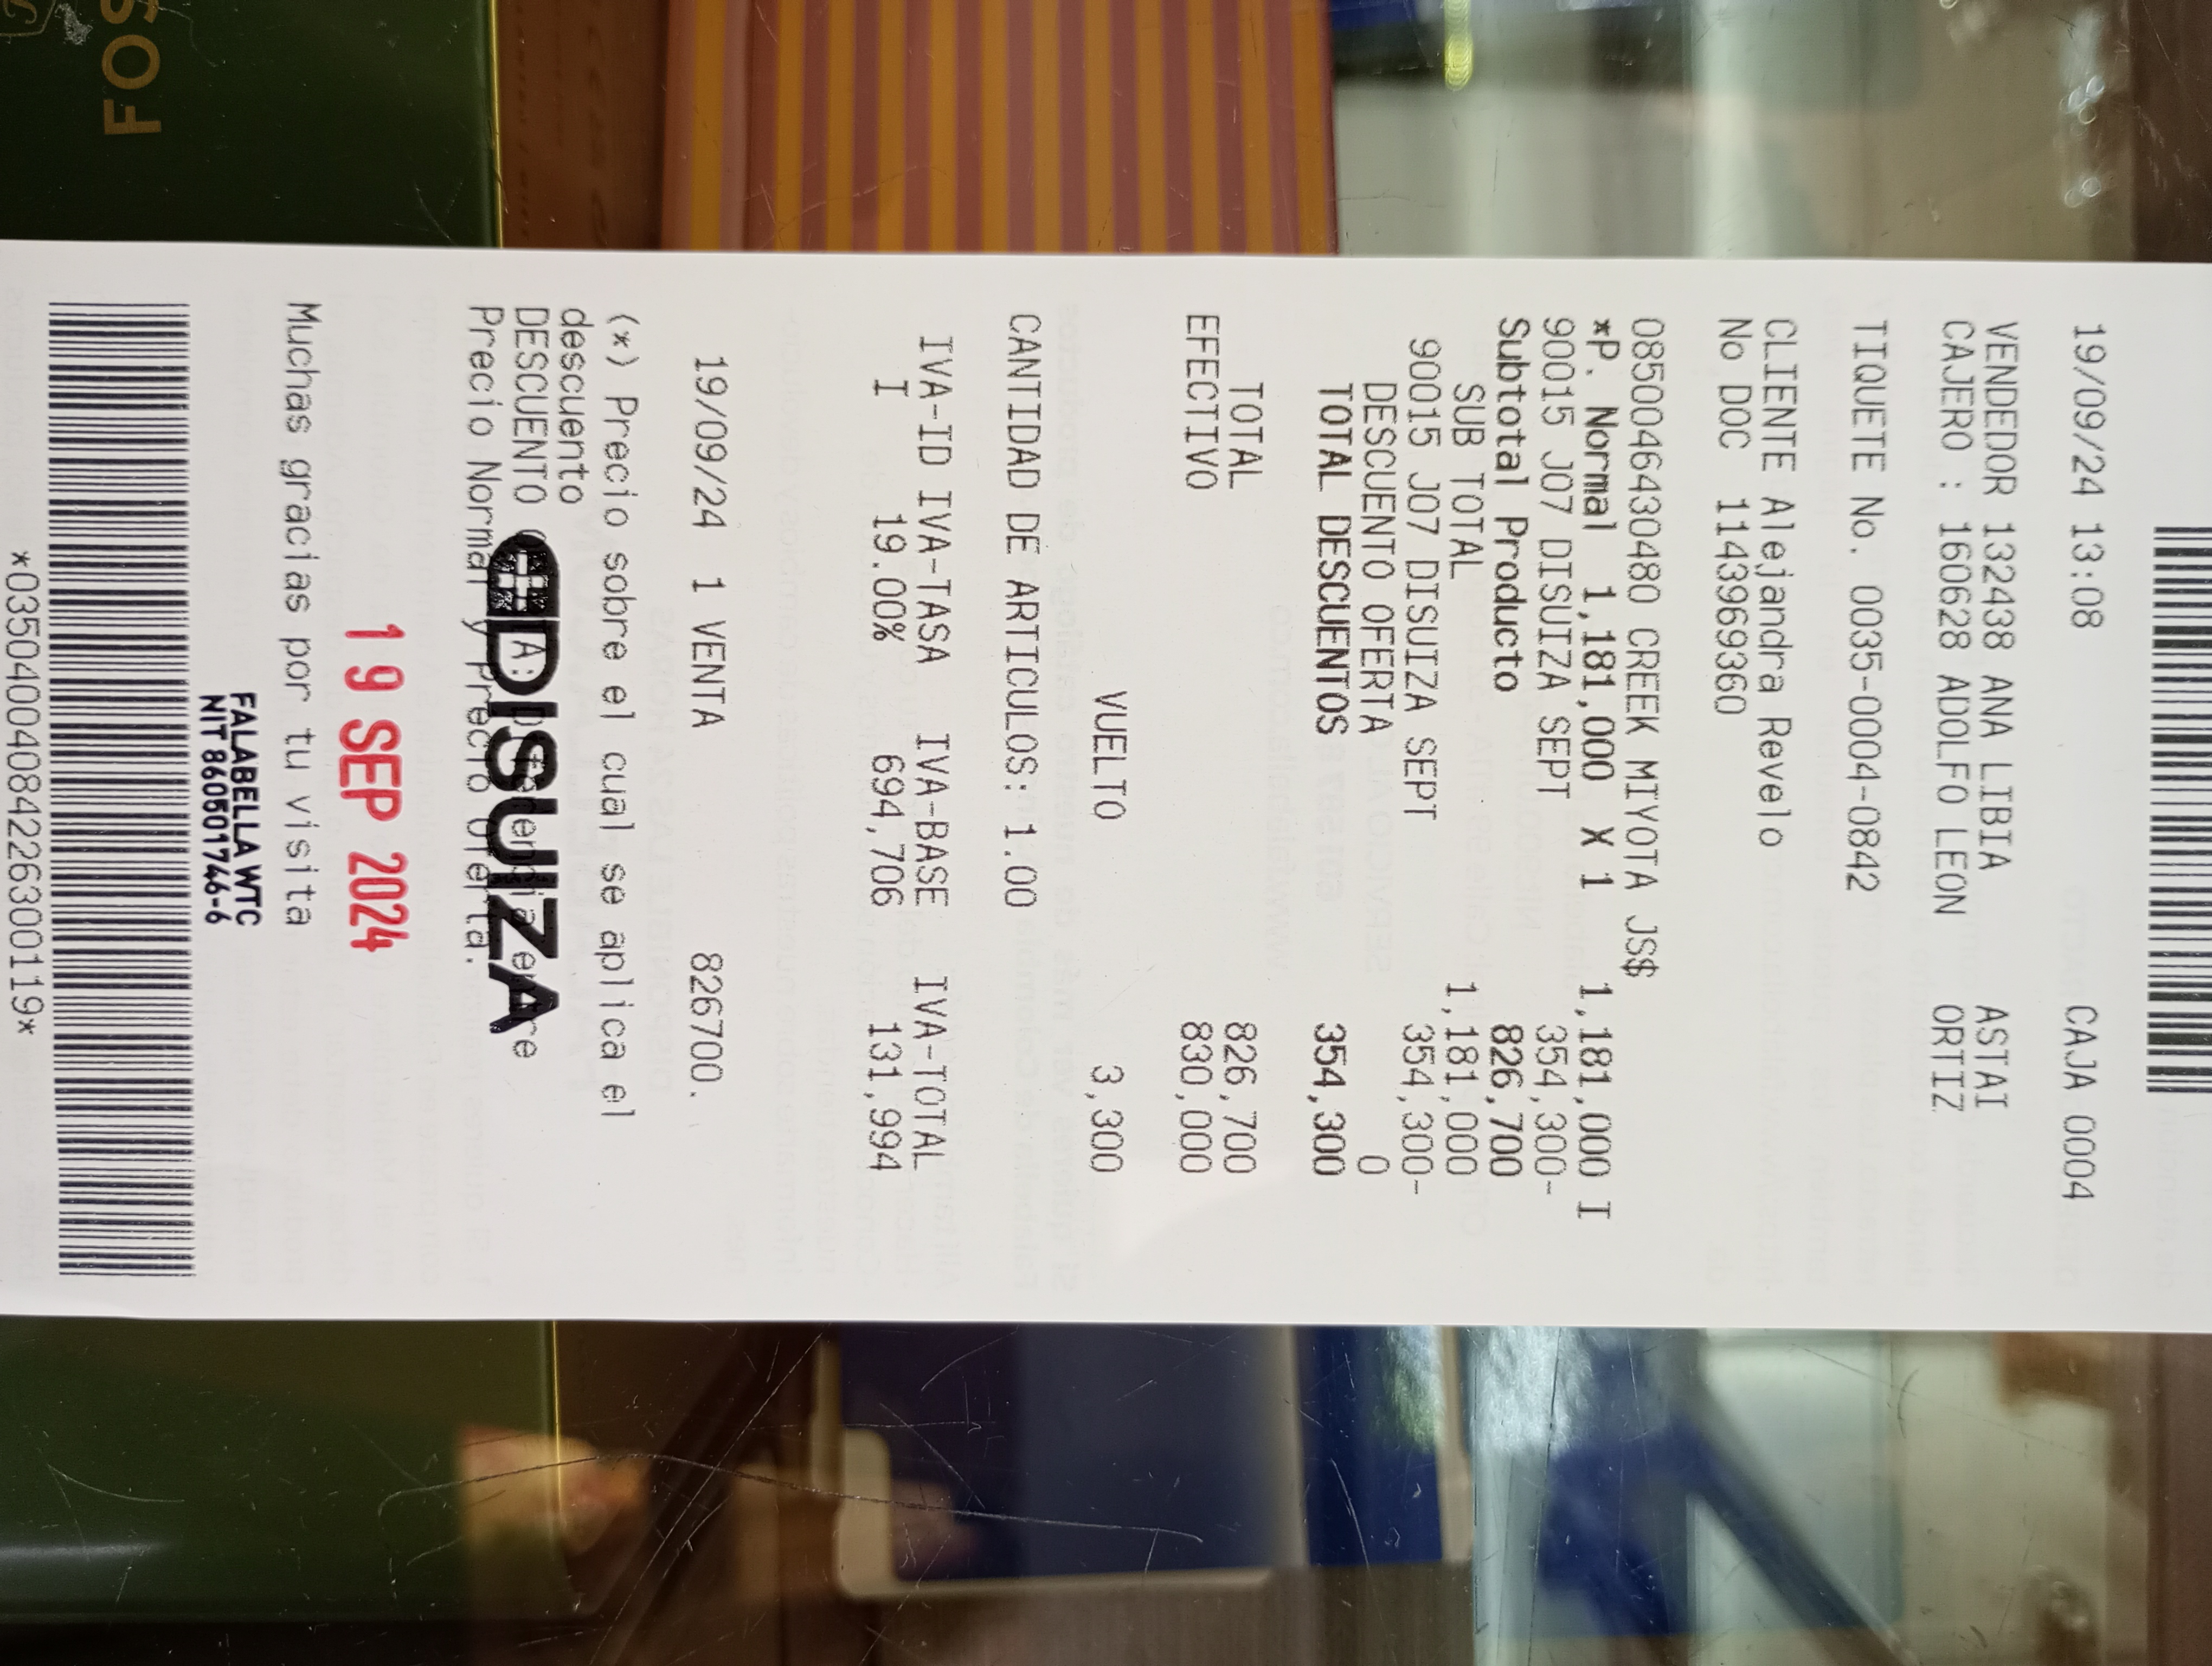 19/09/24 13:08 CAJA 0004
VENDEDOR 132438 ANA LIBIA ASTAI
CAJERO : 160628 ADOLFO LEON ORTIZ
TIQUETE No. 0035-0004-0842
CLIENTE Alejandra Revelo
No DOC 1143969360
0850046430480 CREEK MIYOTA JS$
*P. Normal 1,181,000 X 1 1,181,000 I
90015 J07 DISUIZA SEPT 354,300-
Subtotal Producto 826,700
SUB TOTAL 1,181,000
90015 J07 DISUIZA SEPT 354,300-
DESCUENTO OFERTA 0
TOTAL DESCUENTOS 354,300
TOTAL 826,700
EFECTIVO 830,000
VUELTO 3,300
CANTIDAD DE ARTICULOS: 1.00
IVA-ID IVA-TASA IVA-BASE IVA-TOTAL
I 19.00% 694,706 131,994
19/09/24 1 VENTA 826700.
(*) Precio sobre el cual se aplica el
descuento
DESCUENTO
Precio Normal y Precio Oferta.
DISUIZA
19 SEP 2024
Muchas gracias por tu visita
FALABELLA WTC
NIT 860501746-6
*03504004084226300119*
FOS